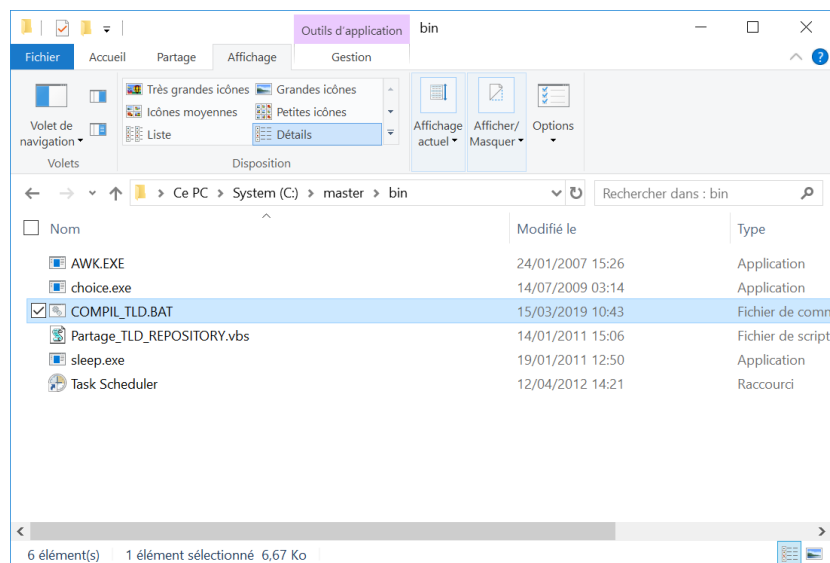 Outils d'application bin
Fichier Accueil Partage Affichage Gestion
Très grandes icônes Grandes icônes
Icônes moyennes Petites icônes
Liste Détails
Volet de navigation
Affichage actuel Afficher/ Masquer Options
Volets Disposition
Ce PC > System (C:) > master > bin Rechercher dans : bin
Nom Modifié le Type
AWK.EXE 24/01/2007 15:26 Application
choice.exe 14/07/2009 03:14 Application
COMPIL_TLD.BAT 15/03/2019 10:43 Fichier de comm
Partage_TLD_REPOSITORY.vbs 14/01/2011 15:06 Fichier de script
sleep.exe 19/01/2011 12:50 Application
Task Scheduler 12/04/2012 14:21 Raccourci
6 élément(s) 1 élément sélectionné 6,67 Ko